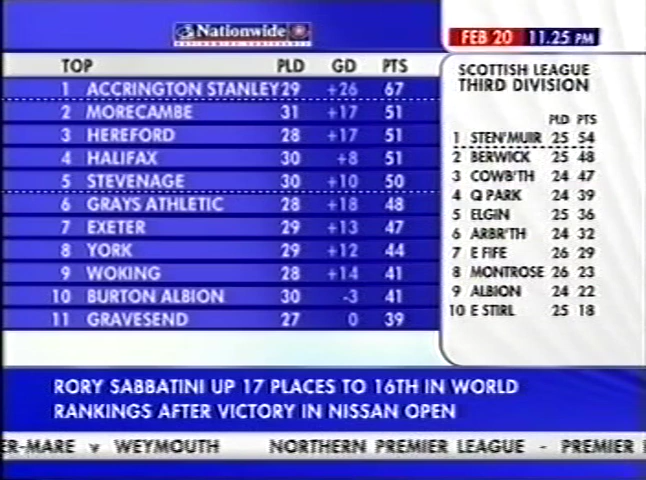 Nationwide
TOP PLD GD PTS
1 ACCRINGTON STANLEY 29 +26 67
2 MORECAMBE 31 +17 51
3 HEREFORD 28 +17 51
4 HALIFAX 30 +8 51
5 STEVENAGE 30 +10 50
6 GRAYS ATHLETIC 28 +18 48
7 EXETER 29 +13 47
8 YORK 29 +12 44
9 WOKING 28 +14 41
10 BURTON ALBION 30 -3 41
11 GRAVESEND 27 0 39
FEB 20 11.25 PM
SCOTTISH LEAGUE
THIRD DIVISION
PLD PTS
1 STEN'MUIR 25 54
2 BERWICK 25 48
3 COWB'TH 24 47
4 Q PARK 24 39
5 ELGIN 25 36
6 ARBR'TH 24 32
7 E FIFE 26 29
8 MONTROSE 26 23
9 ALBION 24 22
10 E STIRL 25 18
RORY SABBATINI UP 17 PLACES TO 16TH IN WORLD
RANKINGS AFTER VICTORY IN NISSAN OPEN
ER-MARE v WEYMOUTH NORTHERN PREMIER LEAGUE - PREMIER